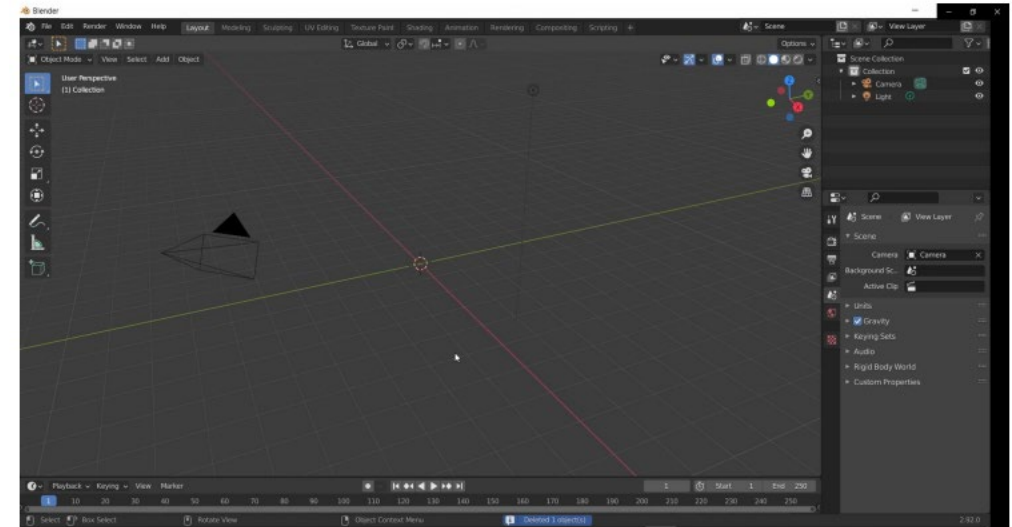 Blender
File Edit Render Window Help Layout Modeling Sculpting UV Editing Texture Paint Shading Animation Rendering Compositing Scripting + Scene View Layer
Global Options
Object Mode View Select Add Object
User Perspective
(1) Collection
Scene Collection
Collection
Camera
Light
Scene View Layer
Scene
Camera Camera
Background Sc...
Active Clip
Units
Gravity
Keying Sets
Audio
Rigid Body World
Custom Properties
Playback Keying View Marker 1 Start 1 End 250
1 10 20 30 40 50 60 70 80 90 100 110 120 130 140 150 160 170 180 190 200 210 220 230 240 250
Select Box Select Rotate View Object Context Menu Deleted 1 object(s) 2.92.0